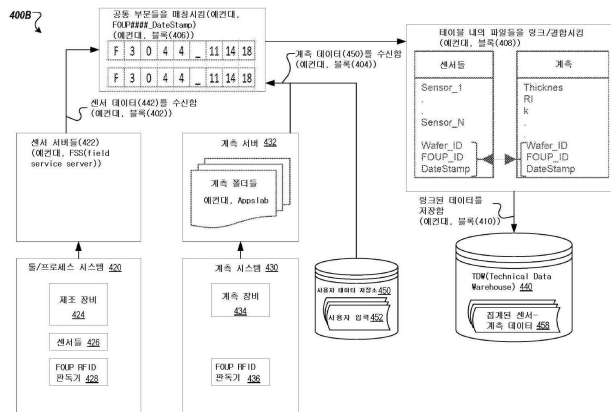 400B
공통 부분들을 매칭시킴(예컨대,
FOUP####_DateStamp)
(예컨대, 블록(406))
F 3 0 4 4 _ 11 14 18
F 3 0 4 4 _ 11 14 18
계측 데이터(450)를 수신함
(예컨대, 블록(404))
센서 데이터(442)를 수신함
(예컨대, 블록(402))
테이블 내의 파일들을 링크/결합시킴
(예컨대, 블록(408))
센서들
Sensor_1
.
.
Sensor_N
Wafer_ID
FOUP_ID
DateStamp
계측
Thicknes
RI
k
.
Wafer_ID
FOUP_ID
DateStamp
센서 서버들(422)
(예컨대, FSS(field
service server))
계측 서버 432
계측 폴더들
예컨대, Appslab
링크된 데이터를
저장함
(예컨대, 블록(410))
툴/프로세스 시스템 420
제조 장비
424
센서들 426
FOUP RFID
판독기 428
계측 시스템 430
계측 장비
434
FOUP RFID
판독기 436
사용자 데이터 저장소 450
사용자 입력 452
TDW(Technical Data
Warehouse) 440
집계된 센서-
계측 데이터 458